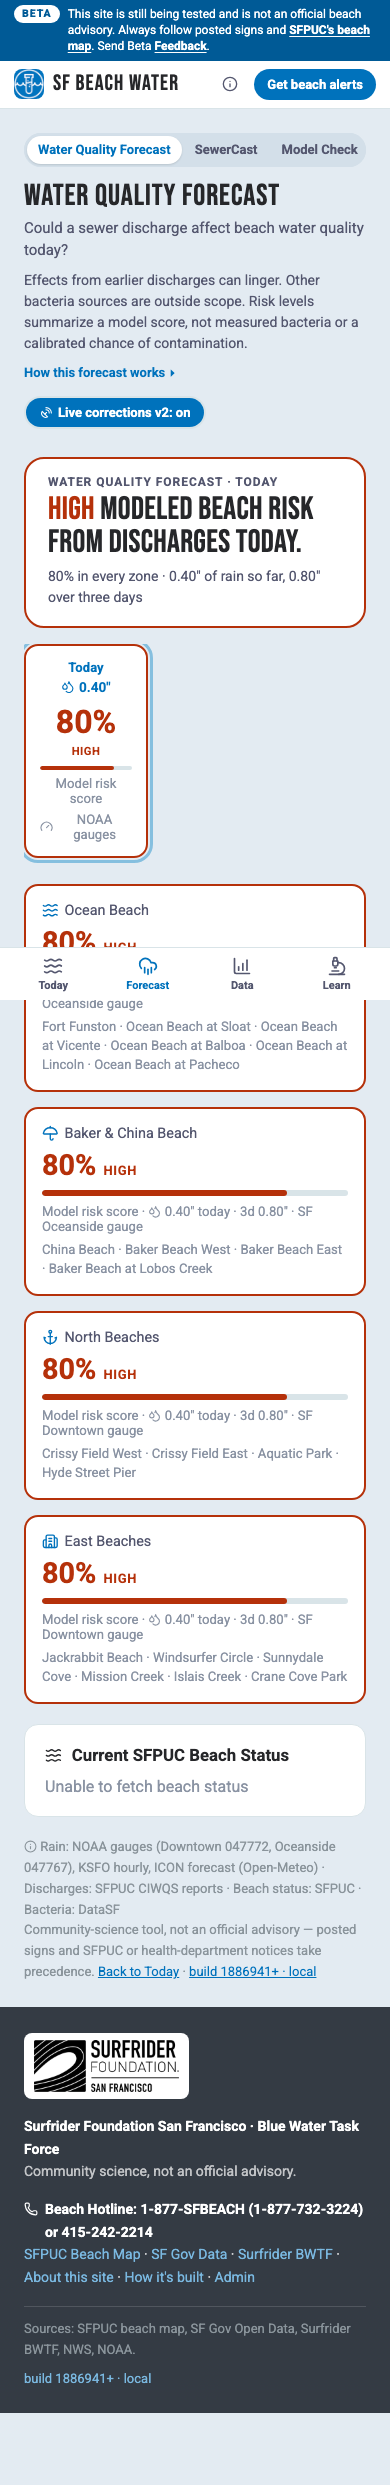 BETA
This site is still being tested and is not an official beach
advisory. Always follow posted signs and SFPUC's beach
map. Send Beta Feedback.
SF BEACH WATER
Get beach alerts
Water Quality Forecast
SewerCast
Model Check
WATER QUALITY FORECAST
Could a sewer discharge affect beach water quality
today?
Effects from earlier discharges can linger. Other
bacteria sources are outside scope. Risk levels
summarize a model score, not measured bacteria or a
calibrated chance of contamination.
How this forecast works
Live corrections v2: on
WATER QUALITY FORECAST · TODAY
HIGH MODELED BEACH RISK
FROM DISCHARGES TODAY.
80% in every zone · 0.40" of rain so far, 0.80"
over three days
Today
0.40"
80%
HIGH
Model risk
score
NOAA
gauges
Ocean Beach
80% HIGH
Today
Forecast
Data
Learn
Oceanside gauge
Fort Funston · Ocean Beach at Sloat · Ocean Beach
at Vicente · Ocean Beach at Balboa · Ocean Beach at
Lincoln · Ocean Beach at Pacheco
Baker & China Beach
80% HIGH
Model risk score · 0.40" today · 3d 0.80" · SF
Oceanside gauge
China Beach · Baker Beach West · Baker Beach East
· Baker Beach at Lobos Creek
North Beaches
80% HIGH
Model risk score · 0.40" today · 3d 0.80" · SF
Downtown gauge
Crissy Field West · Crissy Field East · Aquatic Park ·
Hyde Street Pier
East Beaches
80% HIGH
Model risk score · 0.40" today · 3d 0.80" · SF
Downtown gauge
Jackrabbit Beach · Windsurfer Circle · Sunnydale
Cove · Mission Creek · Islais Creek · Crane Cove Park
Current SFPUC Beach Status
Unable to fetch beach status
Rain: NOAA gauges (Downtown 047772, Oceanside
047767), KSFO hourly, ICON forecast (Open-Meteo) ·
Discharges: SFPUC CIWQS reports · Beach status: SFPUC ·
Bacteria: DataSF
Community-science tool, not an official advisory — posted
signs and SFPUC or health-department notices take
precedence. Back to Today · build 1886941+ · local
SURFRIDER
FOUNDATION.
SAN FRANCISCO
Surfrider Foundation San Francisco · Blue Water Task
Force
Community science, not an official advisory.
Beach Hotline: 1-877-SFBEACH (1-877-732-3224)
or 415-242-2214
SFPUC Beach Map · SF Gov Data · Surfrider BWTF ·
About this site · How it's built · Admin
Sources: SFPUC beach map, SF Gov Open Data, Surfrider
BWTF, NWS, NOAA.
build 1886941+ · local